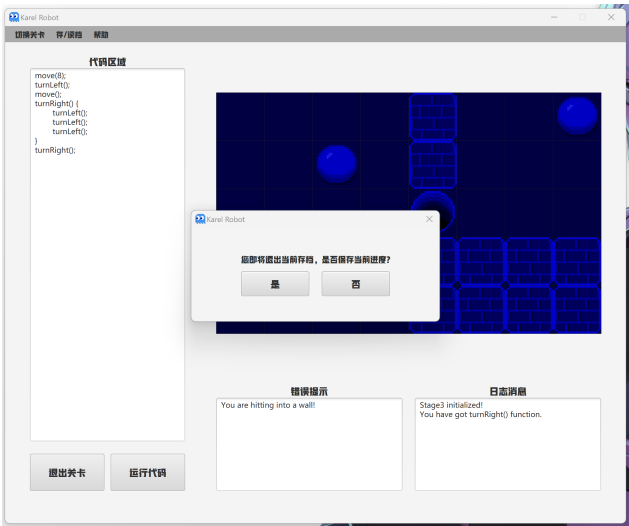 Karel Robot
切换关卡 存/读档 帮助
代码区域
move(8);
turnLeft();
move();
turnRight() {
turnLeft();
turnLeft();
turnLeft();
}
turnRight();
Karel Robot
您即将退出当前存档，是否保存当前进度?
是
否
错误提示
You are hitting into a wall!
日志消息
Stage3 initialized!
You have got turnRight() function.
退出关卡
运行代码